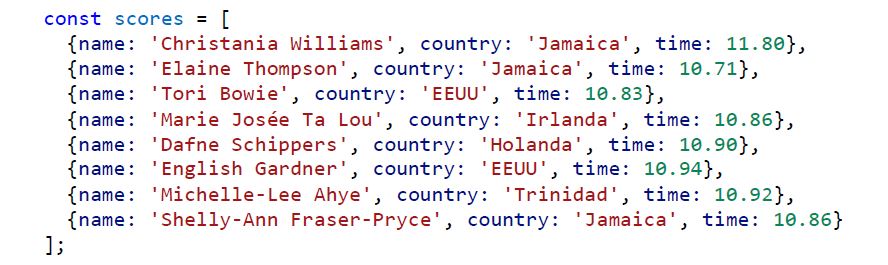 const scores = [
{name: 'Christania Williams', country: 'Jamaica', time: 11.80},
{name: 'Elaine Thompson', country: 'Jamaica', time: 10.71},
{name: 'Tori Bowie', country: 'EEUU', time: 10.83},
{name: 'Marie Josée Ta Lou', country: 'Irlanda', time: 10.86},
{name: 'Dafne Schippers', country: 'Holanda', time: 10.90},
{name: 'English Gardner', country: 'EEUU', time: 10.94},
{name: 'Michelle-Lee Ahye', country: 'Trinidad', time: 10.92},
{name: 'Shelly-Ann Fraser-Pryce', country: 'Jamaica', time: 10.86}
];